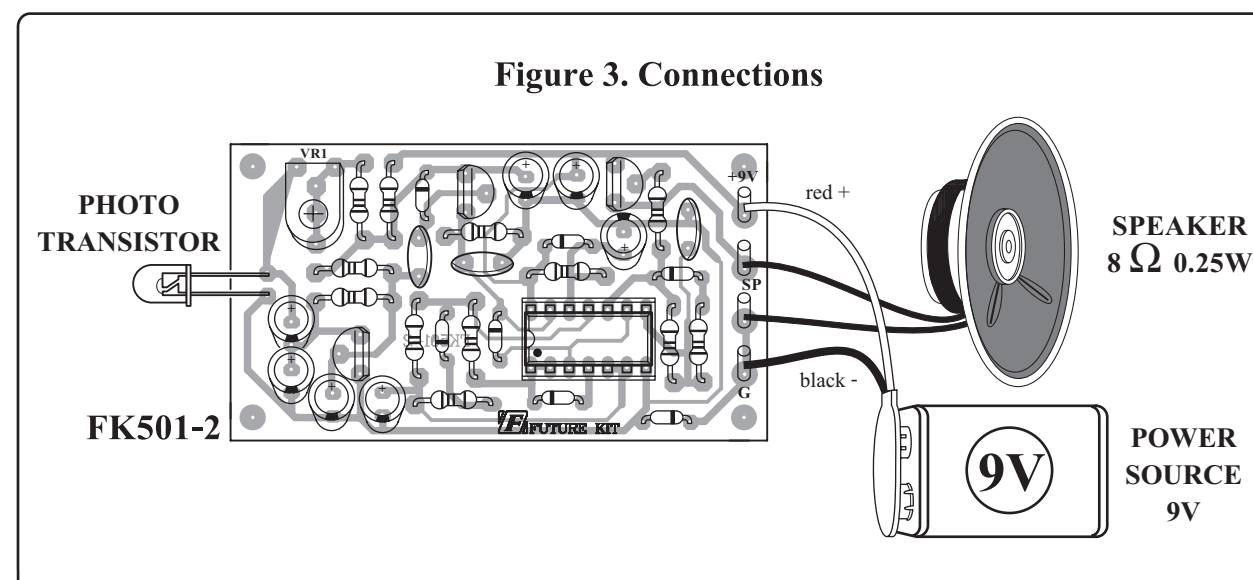 Figure 3. Connections
VR1
+9V
red +
PHOTO
TRANSISTOR
SPEAKER
8 Ω 0.25W
SP
black -
G
FK501-2
FUTURE KIT
9V
POWER
SOURCE
9V